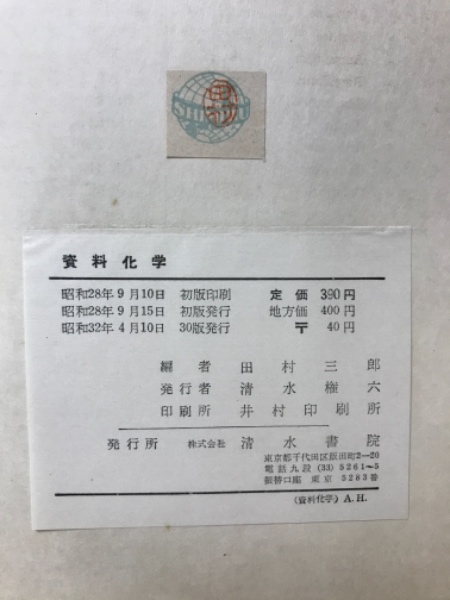 SHIMIZU
資料化学
昭和28年9月10日 初版印刷 定価 390円
昭和28年9月15日 初版発行 地方価 400円
昭和32年4月10日 30版発行 〒 40円
編者 田村三郎
発行者 清水権六
印刷所 井村印刷所
発行所 株式会社 清水書院
東京都千代田区飯田町2—20
電話九段 (33) 5261〜5
振替口座 東京 5283番
(資料化学) A.H.